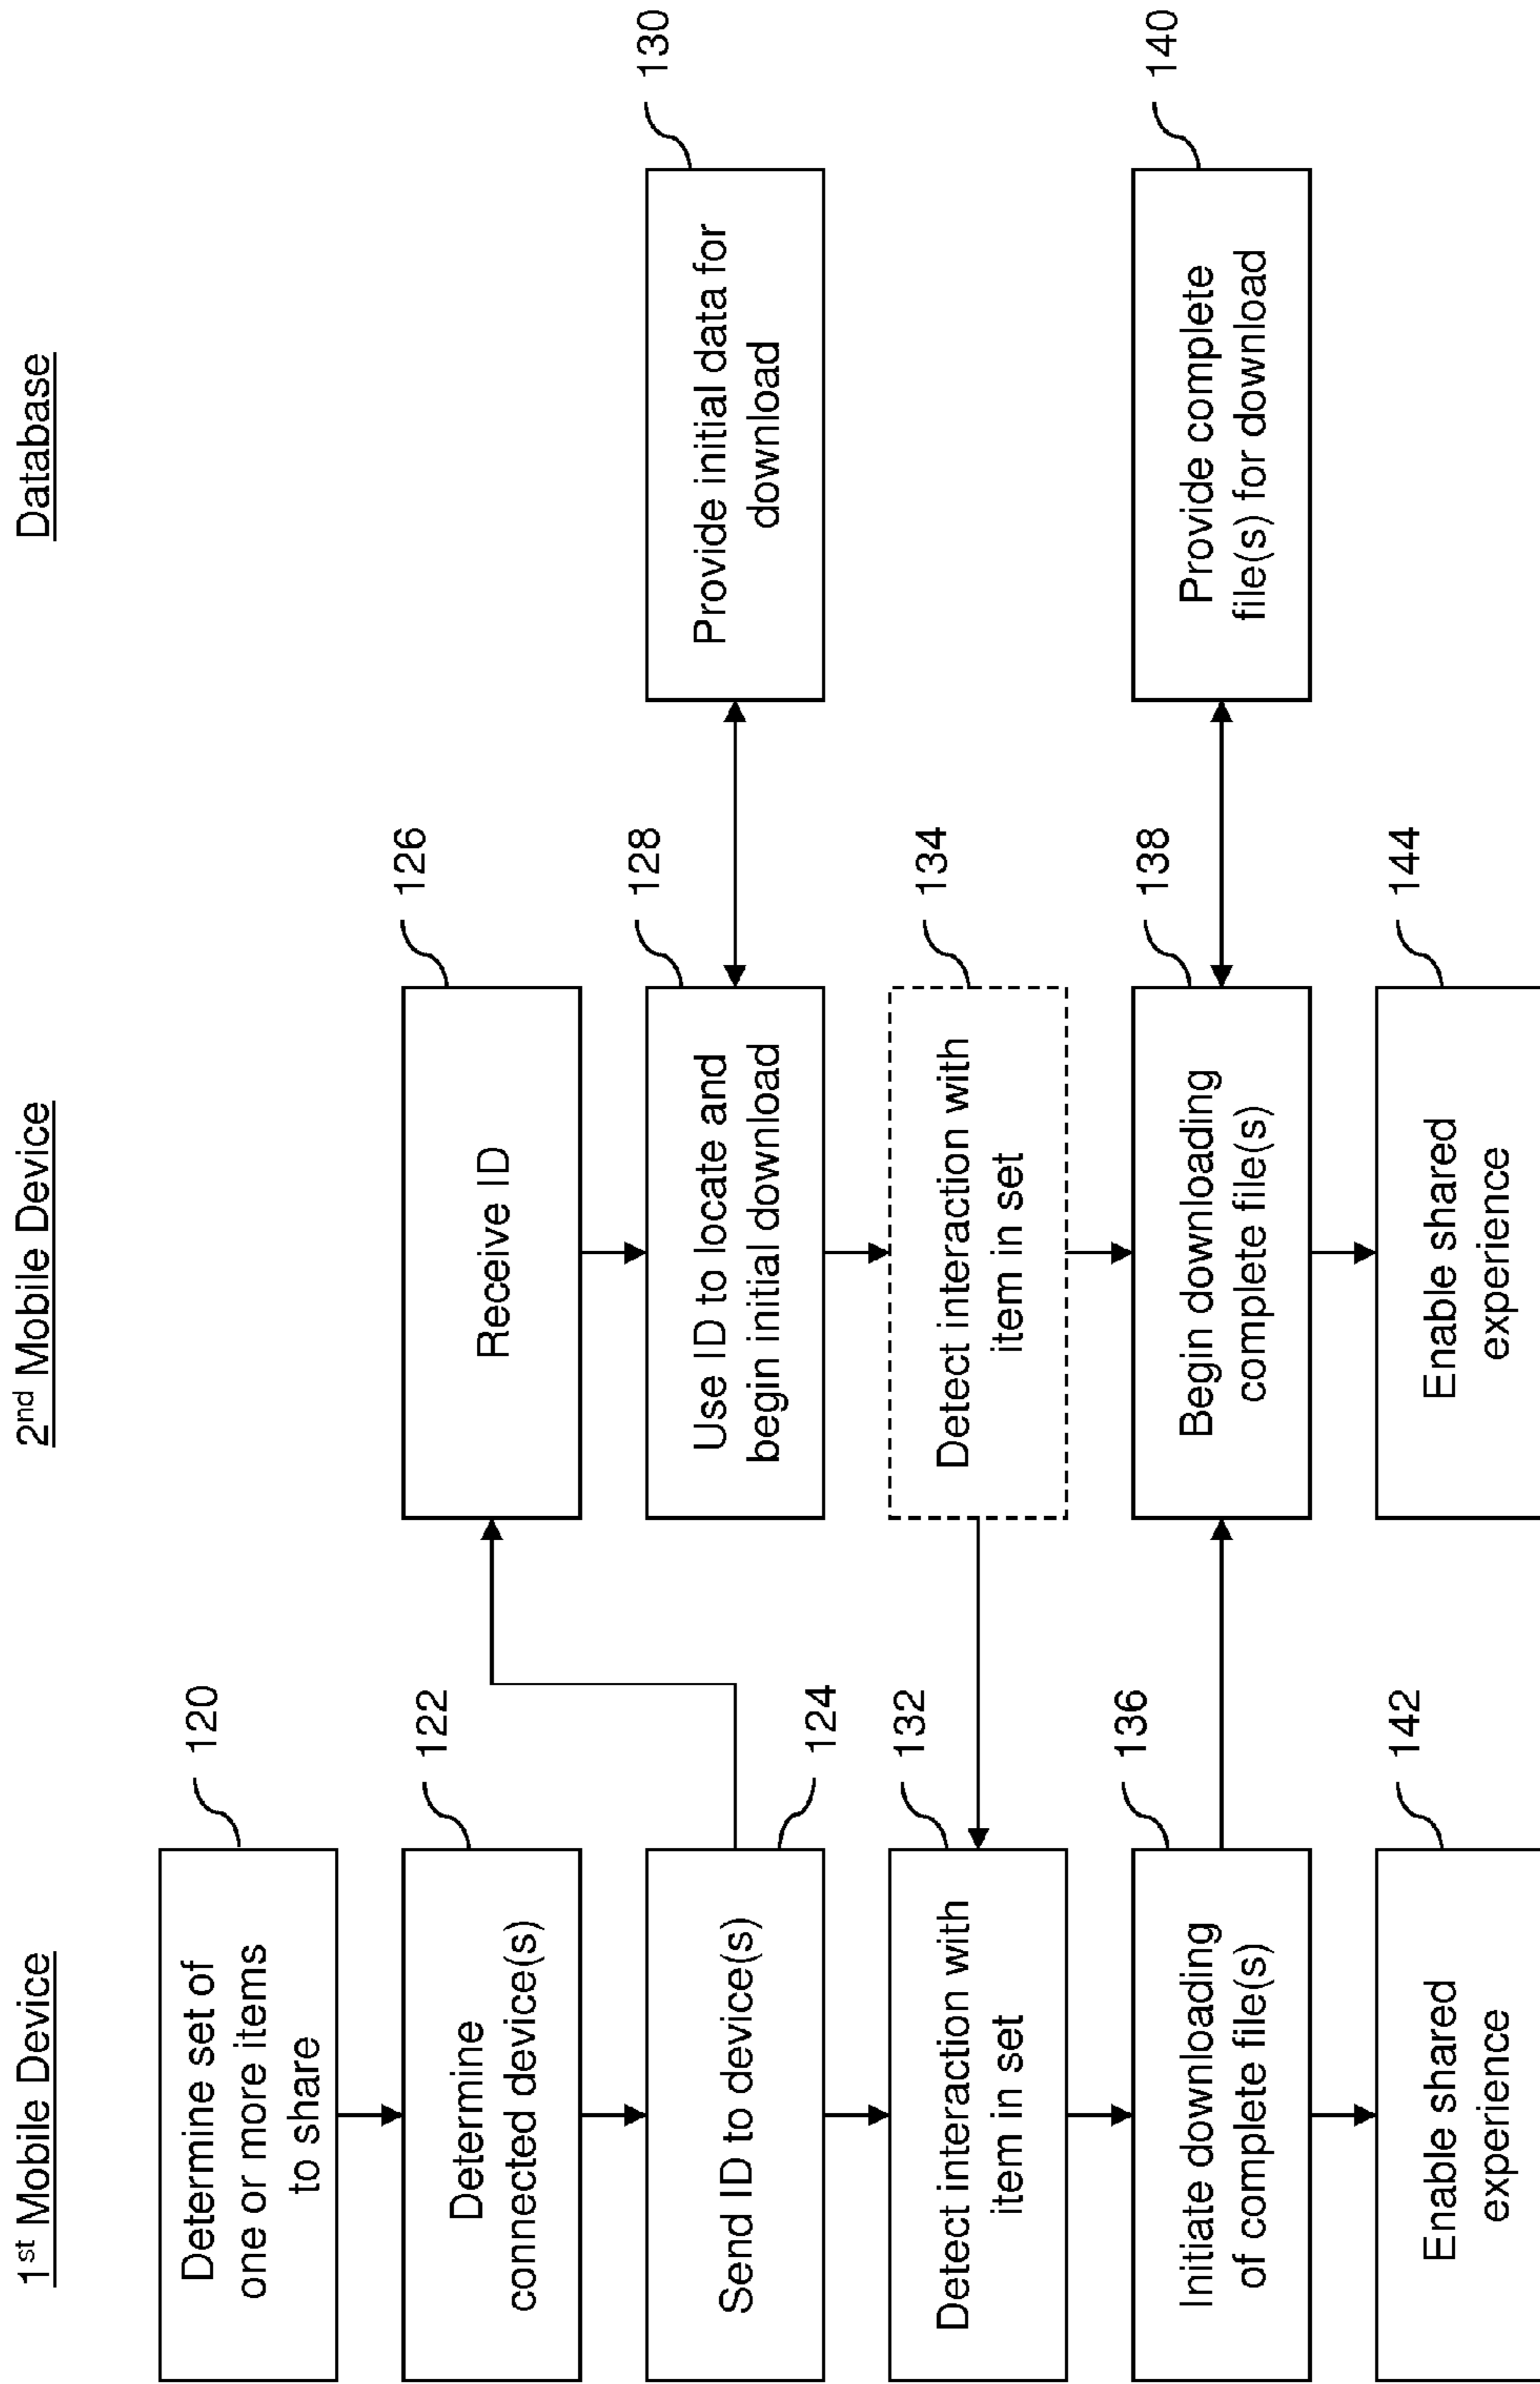 1st Mobile Device
2nd Mobile Device
Database
Determine set of
one or more items
to share
120
Determine
connected device(s)
122
Receive ID
126
Send ID to device(s)
124
Use ID to locate and
begin initial download
128
Provide initial data for
download
130
Detect interaction with
item in set
132
Detect interaction with
item in set
134
Initiate downloading
of complete file(s)
136
Begin downloading
complete file(s)
138
Provide complete
file(s) for download
140
Enable shared
experience
142
Enable shared
experience
144